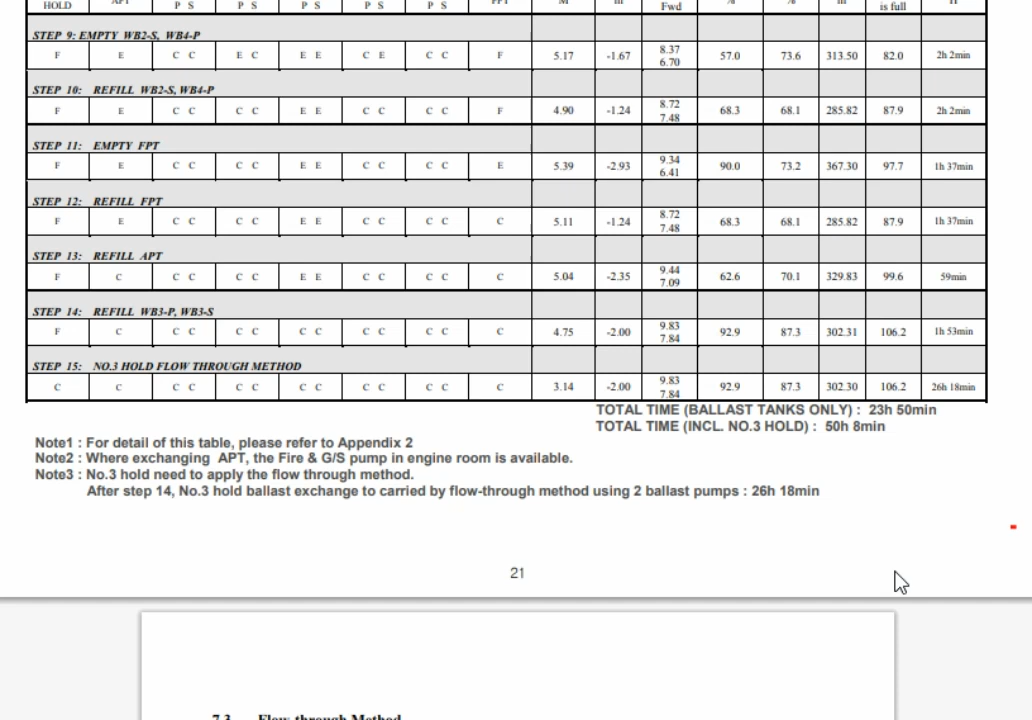 HOLD P S P S P S P S P S Fwd is full
STEP 9: EMPTY WB2-S, WB4-P
F E C C E C E E C E C C F 5.17 -1.67 8.37 57.0 73.6 313.50 82.0 2h 2min
6.70
STEP 10: REFILL WB2-S, WB4-P
F E C C C C E E C C C C F 4.90 -1.24 8.72 68.3 68.1 285.82 87.9 2h 2min
7.48
STEP 11: EMPTY FPT
F E C C C C E E C C C C E 5.39 -2.93 9.34 90.0 73.2 367.30 97.7 1h 37min
6.41
STEP 12: REFILL FPT
F E C C C C E E C C C C C 5.11 -1.24 8.72 68.3 68.1 285.82 87.9 1h 37min
7.48
STEP 13: REFILL APT
F C C C C C E E C C C C C 5.04 -2.35 9.44 62.6 70.1 329.83 99.6 59min
7.09
STEP 14: REFILL WB3-P, WB3-S
F C C C C C C C C C C C C 4.75 -2.00 9.83 92.9 87.3 302.31 106.2 1h 53min
7.84
STEP 15: NO.3 HOLD FLOW THROUGH METHOD
C C C C C C C C C C C C C 3.14 -2.00 9.83 92.9 87.3 302.30 106.2 26h 18min
7.84
TOTAL TIME (BALLAST TANKS ONLY) : 23h 50min
TOTAL TIME (INCL. NO.3 HOLD) : 50h 8min
Note1 : For detail of this table, please refer to Appendix 2
Note2 : Where exchanging APT, the Fire & G/S pump in engine room is available.
Note3 : No.3 hold need to apply the flow through method.
After step 14, No.3 hold ballast exchange to carried by flow-through method using 2 ballast pumps : 26h 18min
21
7.3 Flow-through Method